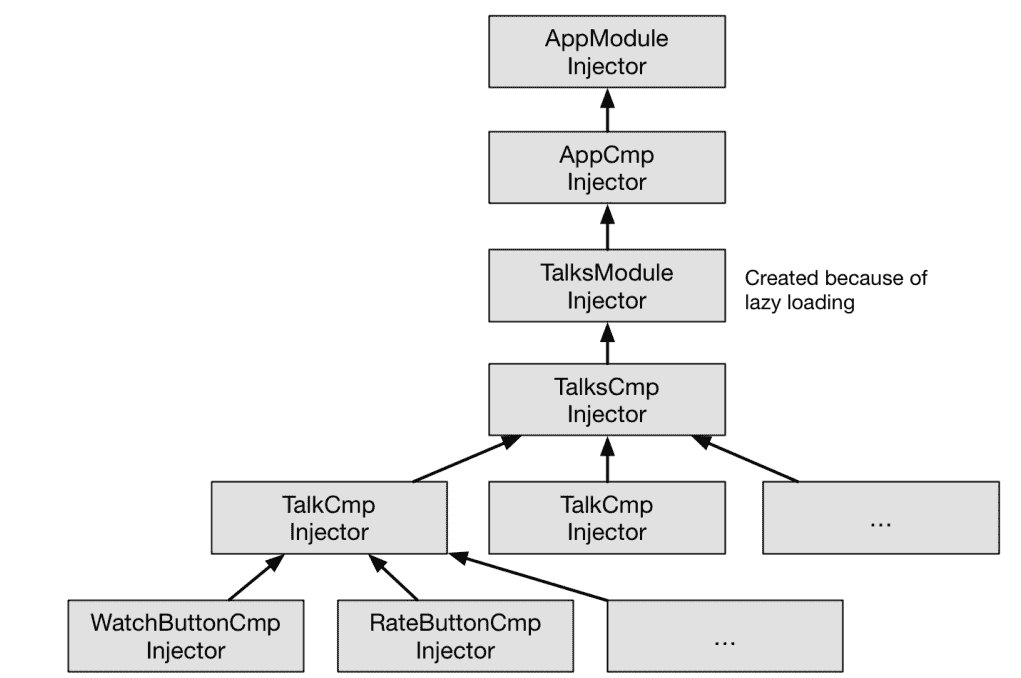 AppModule
Injector
AppCmp
Injector
TalksModule
Injector
Created because of
lazy loading
TalksCmp
Injector
TalkCmp
Injector
TalkCmp
Injector
...
WatchButtonCmp
Injector
RateButtonCmp
Injector
...